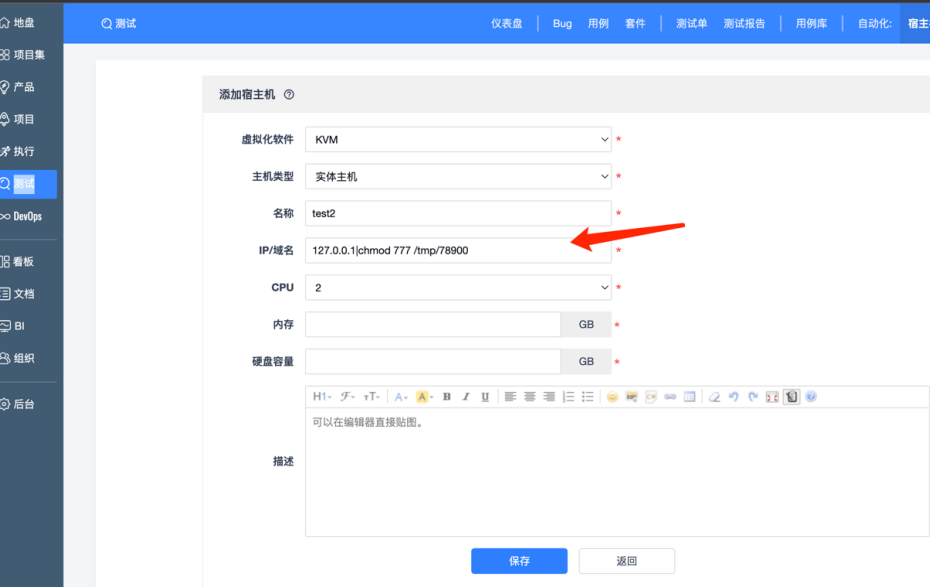 地盘
项目集
产品
项目
执行
测试
DevOps
看板
文档
BI
组织
后台
测试 仪表盘 Bug 用例 套件 测试单 测试报告 用例库 自动化: 宿主
添加宿主机
虚拟化软件 KVM *
主机类型 实体主机 *
名称 test2 *
IP/域名 127.0.0.1|chmod 777 /tmp/78900 *
CPU 2 *
内存 GB *
硬盘容量 GB *
H1 F TT A A B I U
可以在编辑器直接贴图。
描述
保存 返回